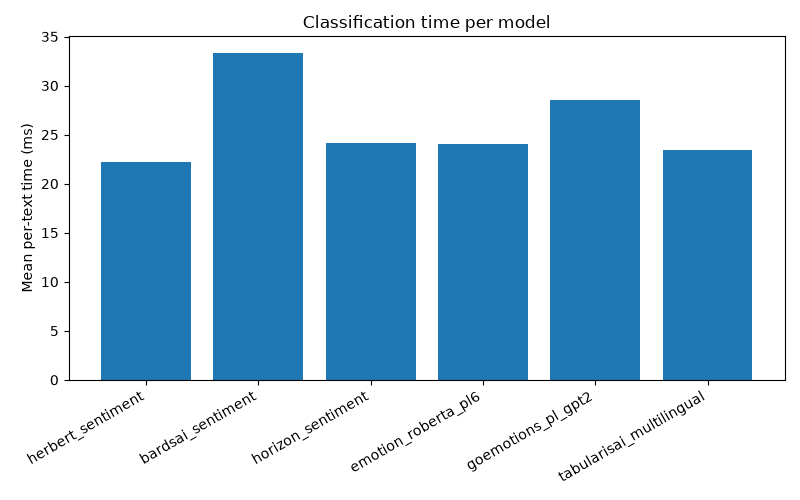 Classification time per model
Mean per-text time (ms)
35
30
25
20
15
10
5
0
herbert_sentiment
bardsai_sentiment
horizon_sentiment
emotion_roberta_pl6
goemotions_pl_gpt2
tabularisai_multilingual